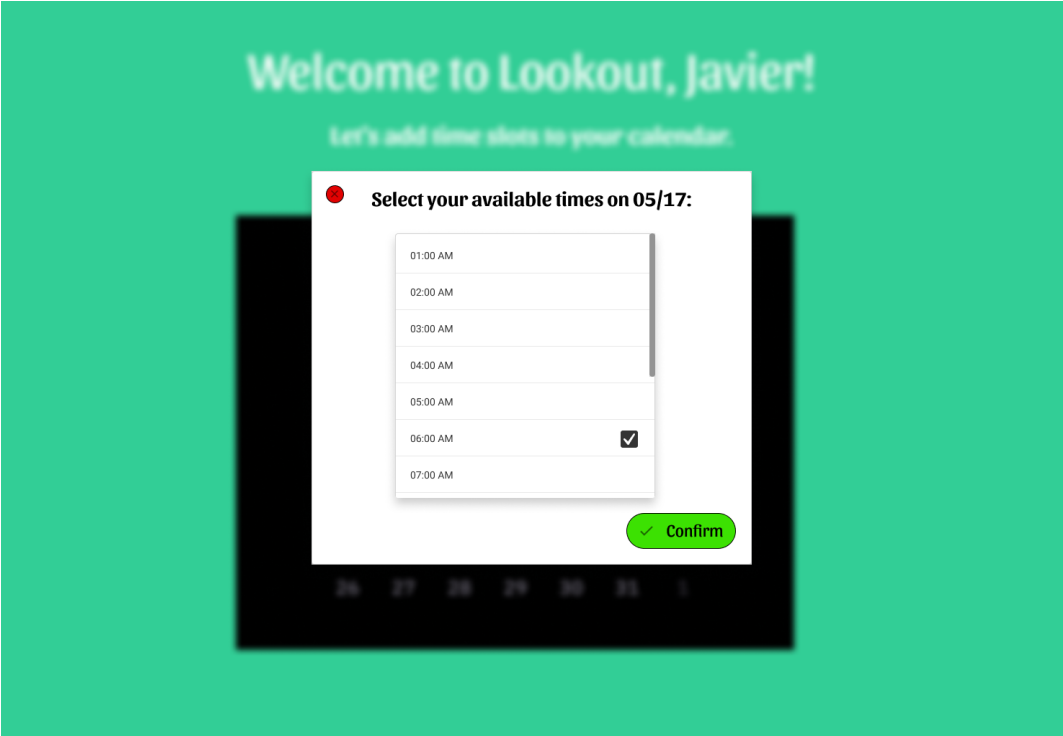 Welcome to Lookout, Javier!
Let's add time slots to your calendar.
Select your available times on 05/17:
01:00 AM
02:00 AM
03:00 AM
04:00 AM
05:00 AM
06:00 AM
07:00 AM
Confirm
26 27 28 29 30 31 1